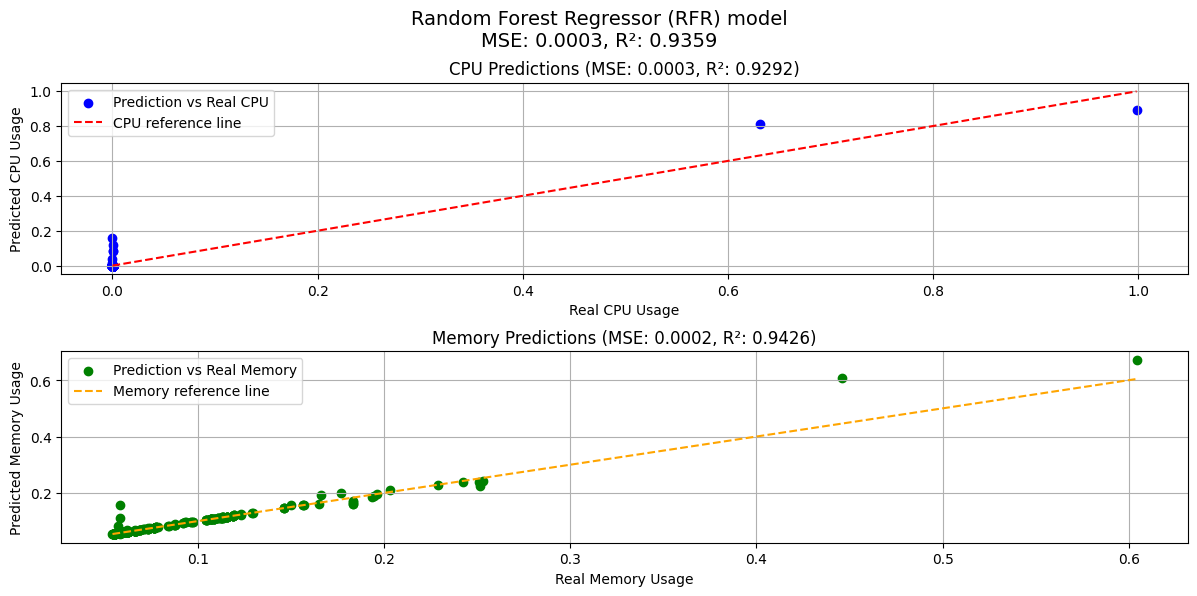 Random Forest Regressor (RFR) model
MSE: 0.0003, R²: 0.9359
CPU Predictions (MSE: 0.0003, R²: 0.9292)
Predicted CPU Usage
1.0
0.8
0.6
0.4
0.2
0.0
Prediction vs Real CPU
CPU reference line
0.0 0.2 0.4 0.6 0.8 1.0
Real CPU Usage
Memory Predictions (MSE: 0.0002, R²: 0.9426)
Predicted Memory Usage
0.6
0.4
0.2
Prediction vs Real Memory
Memory reference line
0.1 0.2 0.3 0.4 0.5 0.6
Real Memory Usage